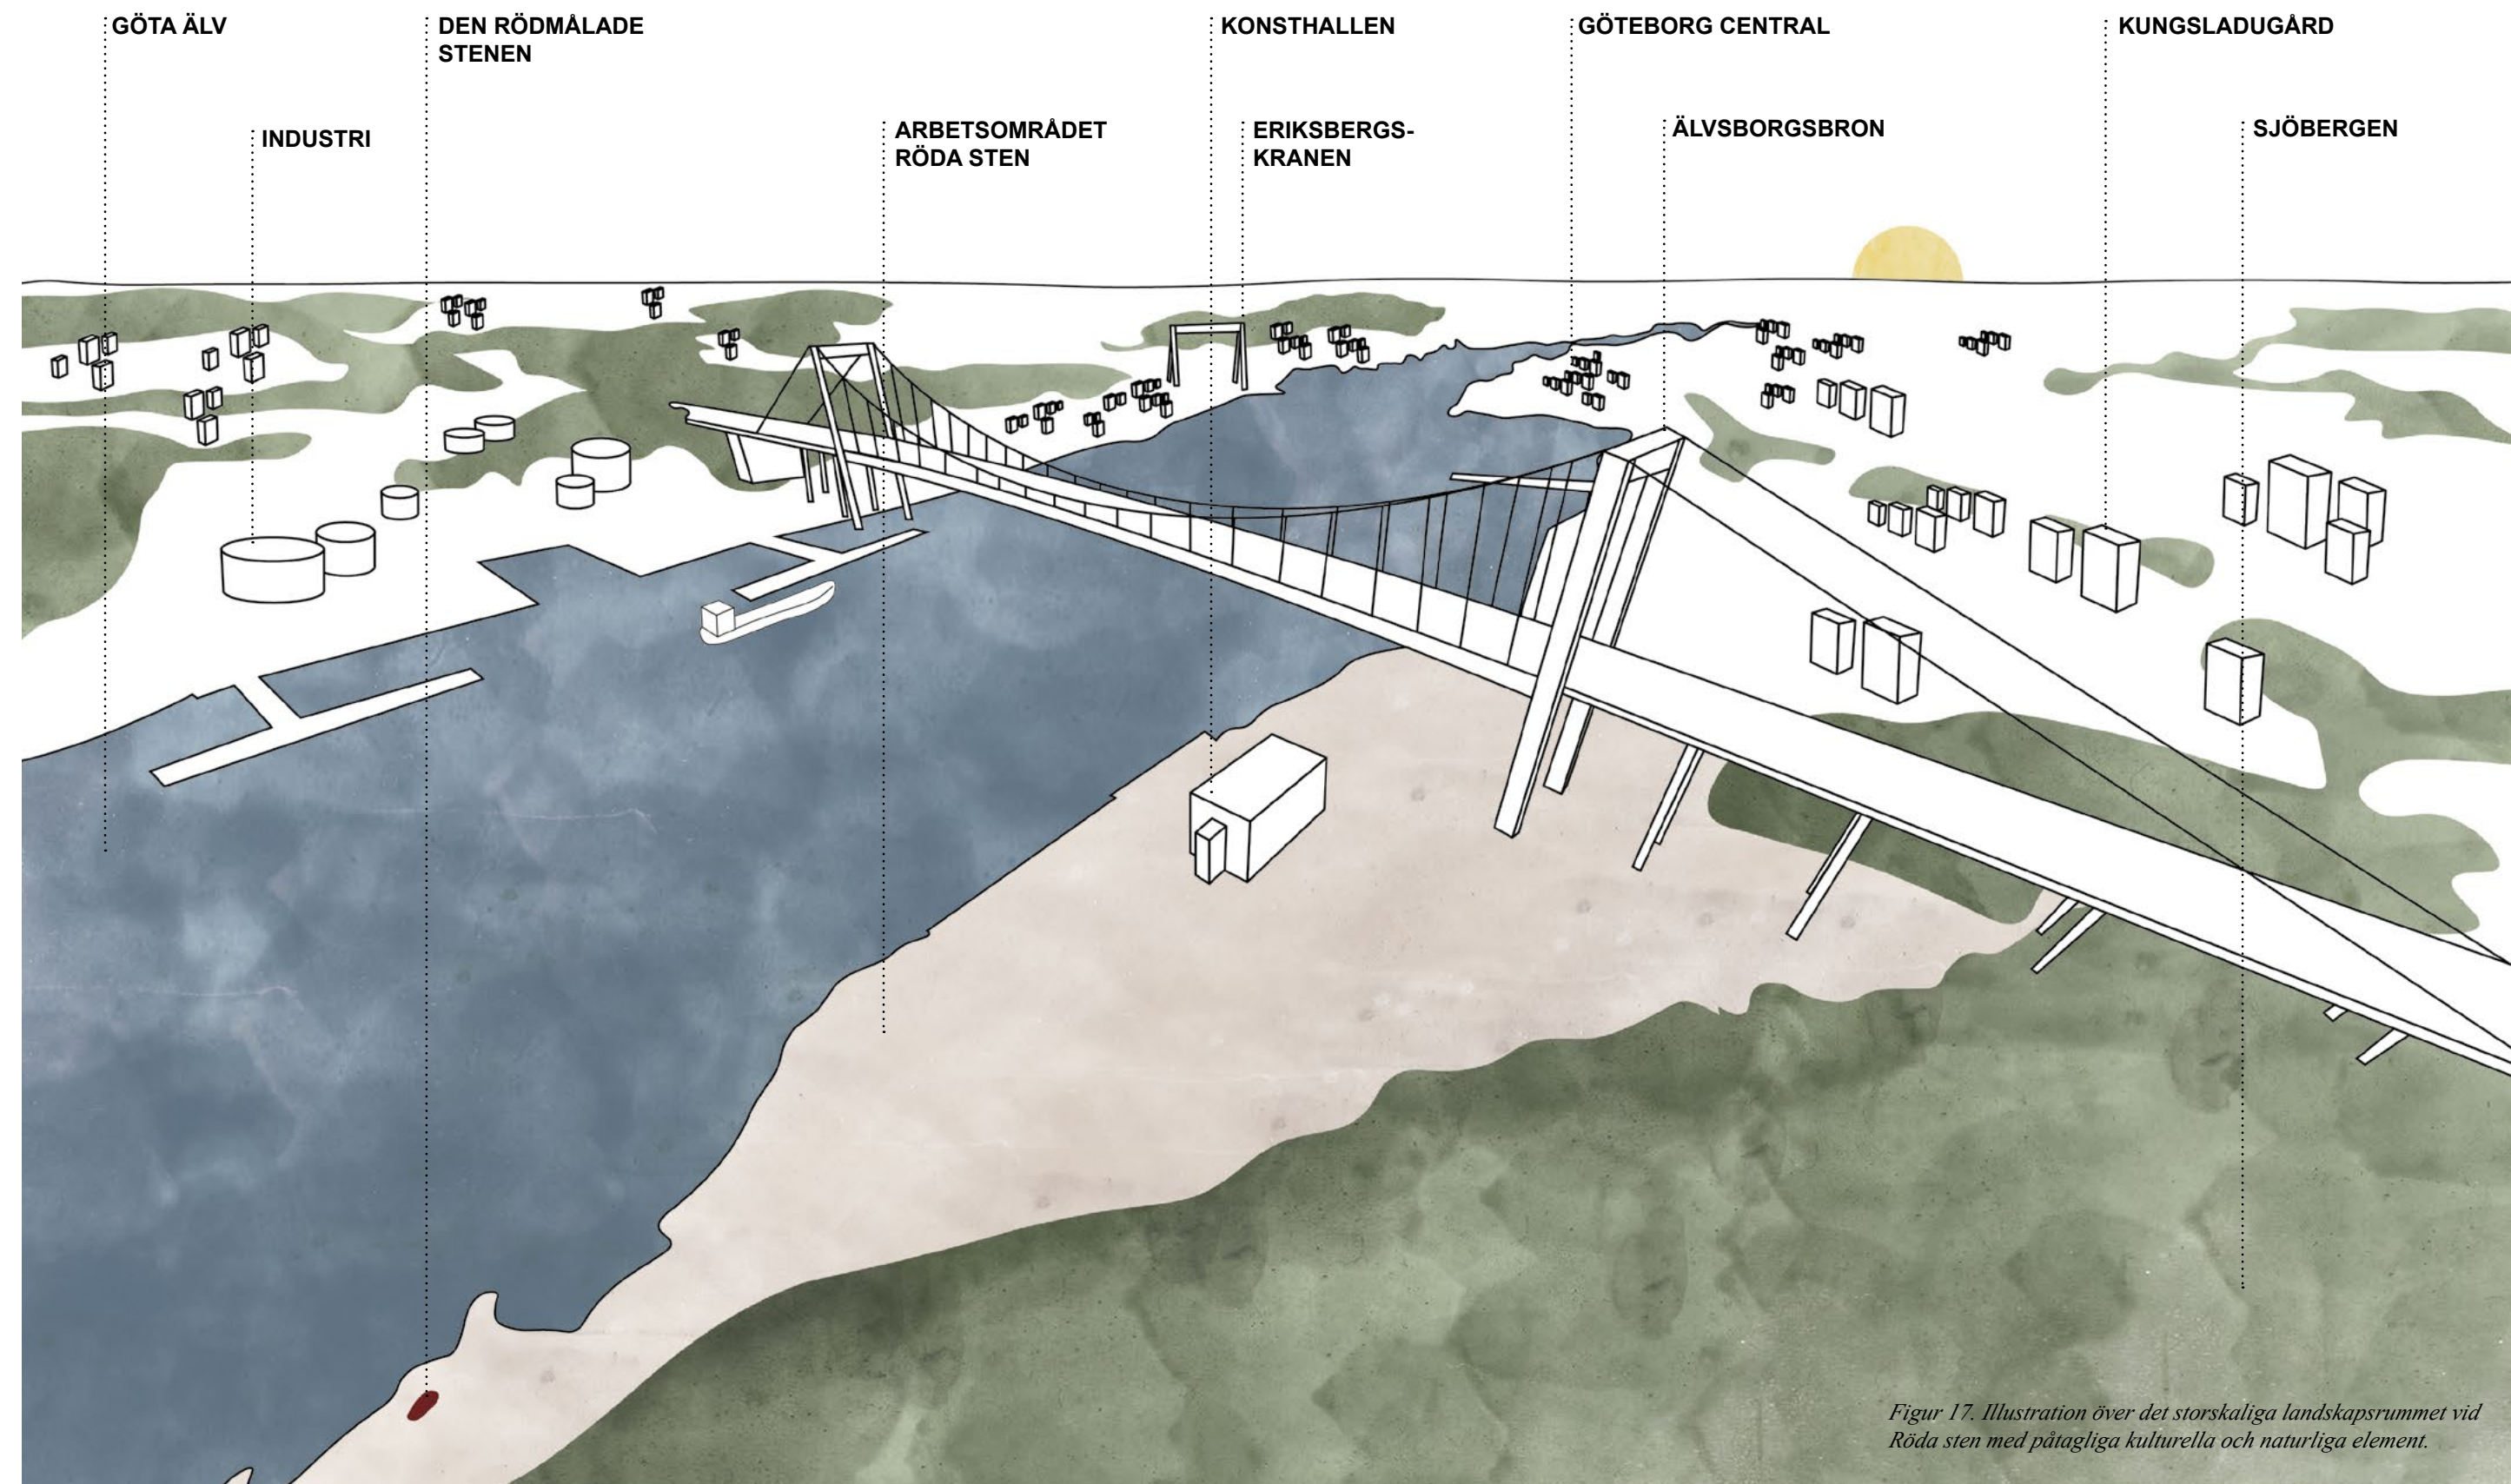 GÖTA ÄLV
DEN RÖDMÅLADE
STENEN
KONSTHALLEN
GÖTEBORG CENTRAL
KUNGSLADUGÅRD
INDUSTRI
ARBETSOMRÅDET
RÖDA STEN
ERIKSBERGS-
KRANEN
ÄLVSBORGSBRON
SJÖBERGEN
Figur 17. Illustration över det storskaliga landskapsrummet vid
Röda sten med påtagliga kulturella och naturliga element.